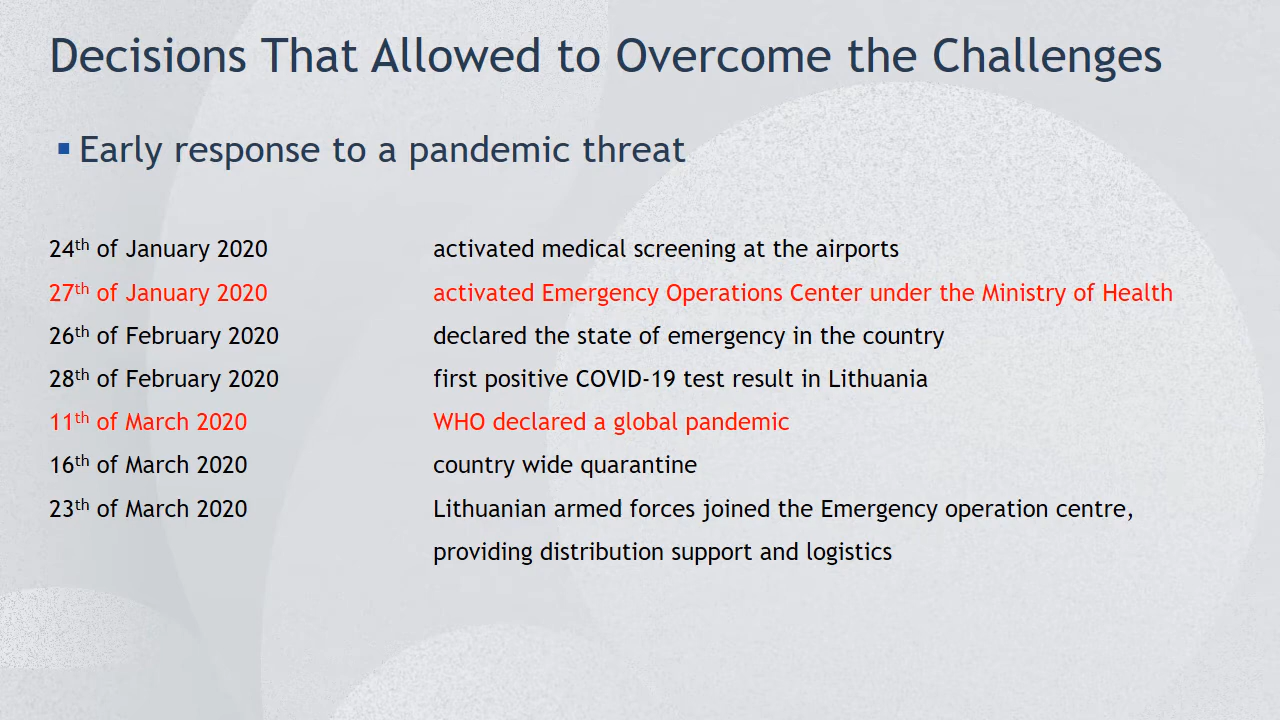 Decisions That Allowed to Overcome the Challenges
▪ Early response to a pandemic threat
24th of January 2020 activated medical screening at the airports
27th of January 2020 activated Emergency Operations Center under the Ministry of Health
26th of February 2020 declared the state of emergency in the country
28th of February 2020 first positive COVID-19 test result in Lithuania
11th of March 2020 WHO declared a global pandemic
16th of March 2020 country wide quarantine
23th of March 2020 Lithuanian armed forces joined the Emergency operation centre,
providing distribution support and logistics